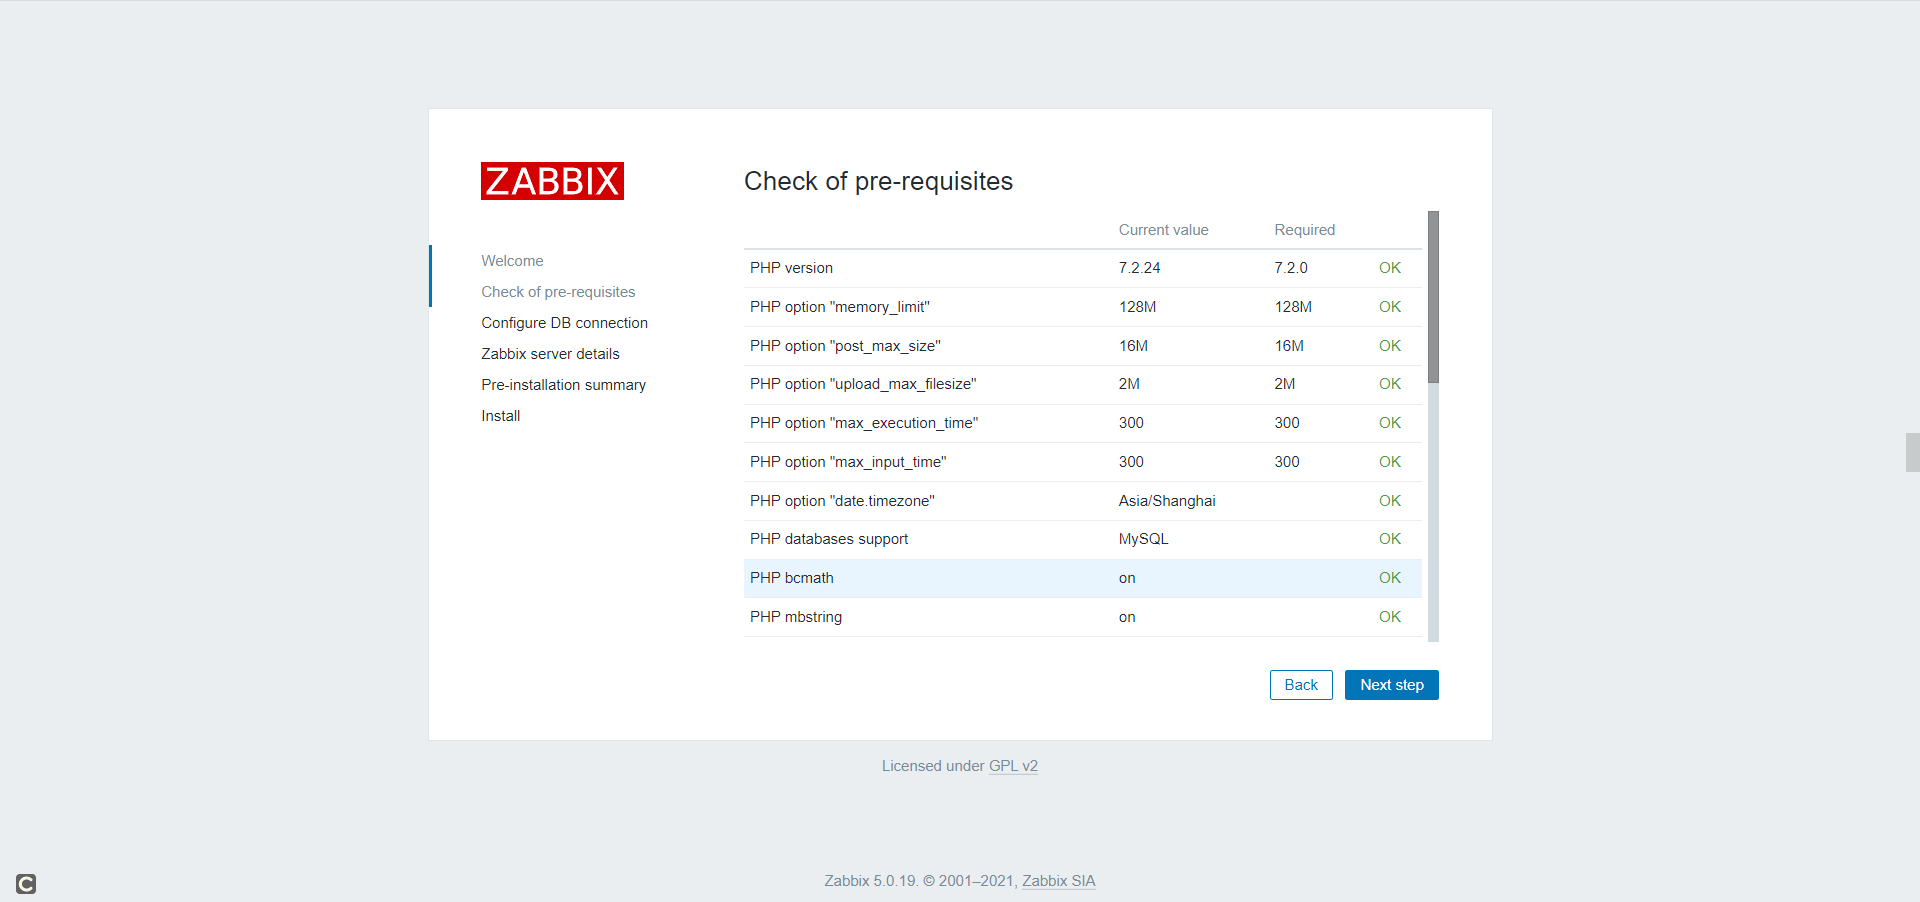 ZABBIX
Welcome
Check of pre-requisites
Configure DB connection
Zabbix server details
Pre-installation summary
Install
Check of pre-requisites
Current value Required
PHP version 7.2.24 7.2.0 OK
PHP option "memory_limit" 128M 128M OK
PHP option "post_max_size" 16M 16M OK
PHP option "upload_max_filesize" 2M 2M OK
PHP option "max_execution_time" 300 300 OK
PHP option "max_input_time" 300 300 OK
PHP option "date.timezone" Asia/Shanghai OK
PHP databases support MySQL OK
PHP bcmath on OK
PHP mbstring on OK
Back Next step
Licensed under GPL v2
C
Zabbix 5.0.19. © 2001–2021, Zabbix SIA